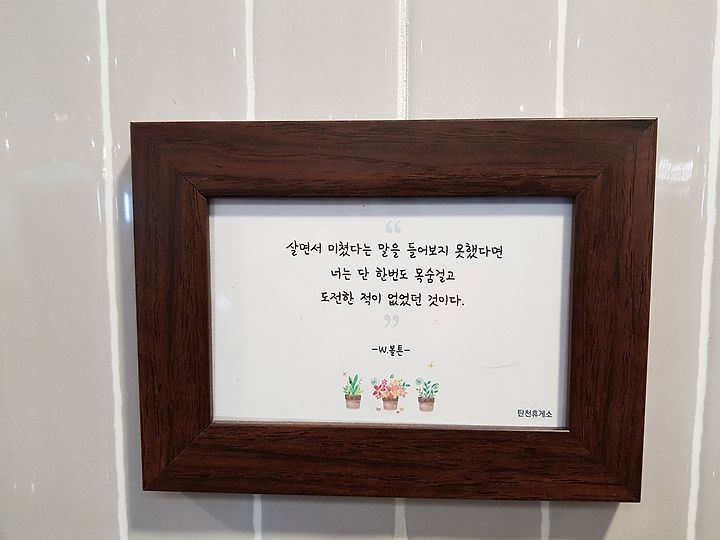 “
살면서 미쳤다는 말을 들어보지 못했다면
너는 단 한번도 목숨걸고
도전한 적이 없었던 것이다.
”
-W.볼튼-
탄천휴게소